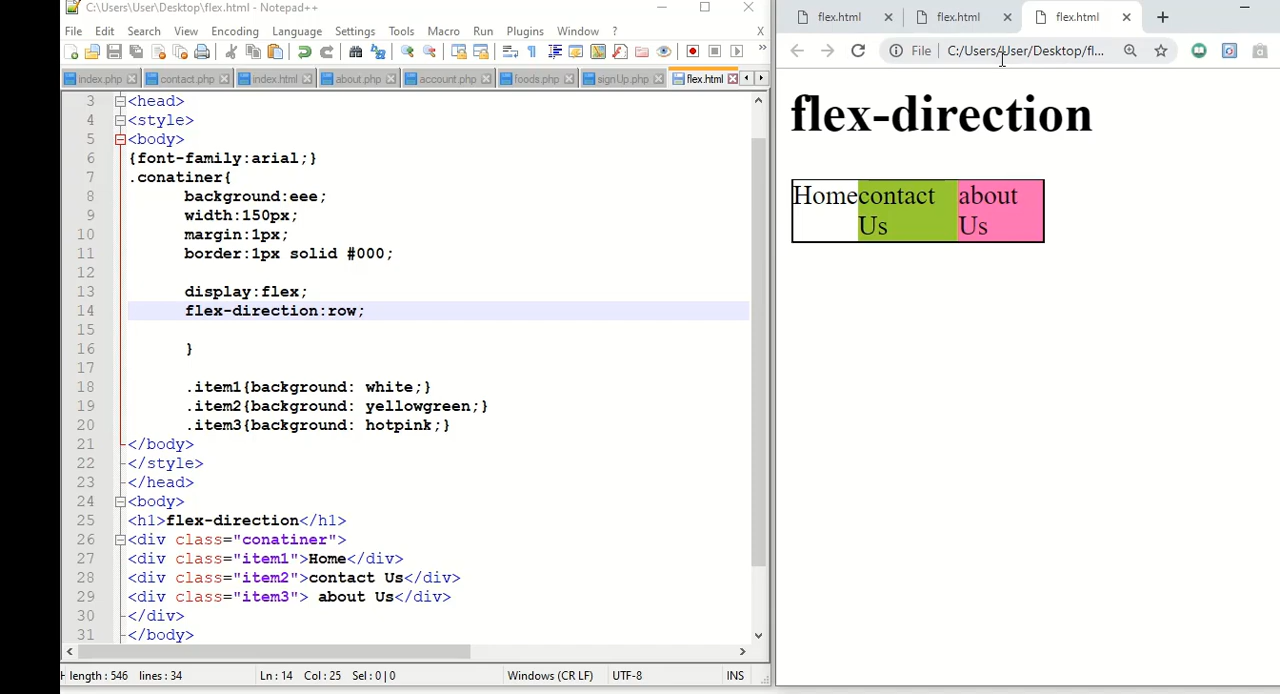 C:\Users\User\Desktop\flex.html - Notepad++
File Edit Search View Encoding Language Settings Tools Macro Run Plugins Window ? X
index.php contact.php index.html about.php account.php foods.php signUp.php flex.html
3 <head>
4 <style>
5 <body>
6 {font-family:arial;}
7 .conatiner{
8 background:eee;
9 width:150px;
10 margin:1px;
11 border:1px solid #000;
12
13 display:flex;
14 flex-direction:row;
15
16 }
17
18 .item1{background: white;}
19 .item2{background: yellowgreen;}
20 .item3{background: hotpink;}
21 </body>
22 </style>
23 </head>
24 <body>
25 <h1>flex-direction</h1>
26 <div class="conatiner">
27 <div class="item1">Home</div>
28 <div class="item2">contact Us</div>
29 <div class="item3"> about Us</div>
30 </div>
31 </body>
length : 546 lines : 34 Ln : 14 Col : 25 Sel : 0 | 0 Windows (CR LF) UTF-8 INS
flex.html flex.html flex.html
File C:/Users/User/Desktop/fl...
flex-direction
Home contact Us about Us